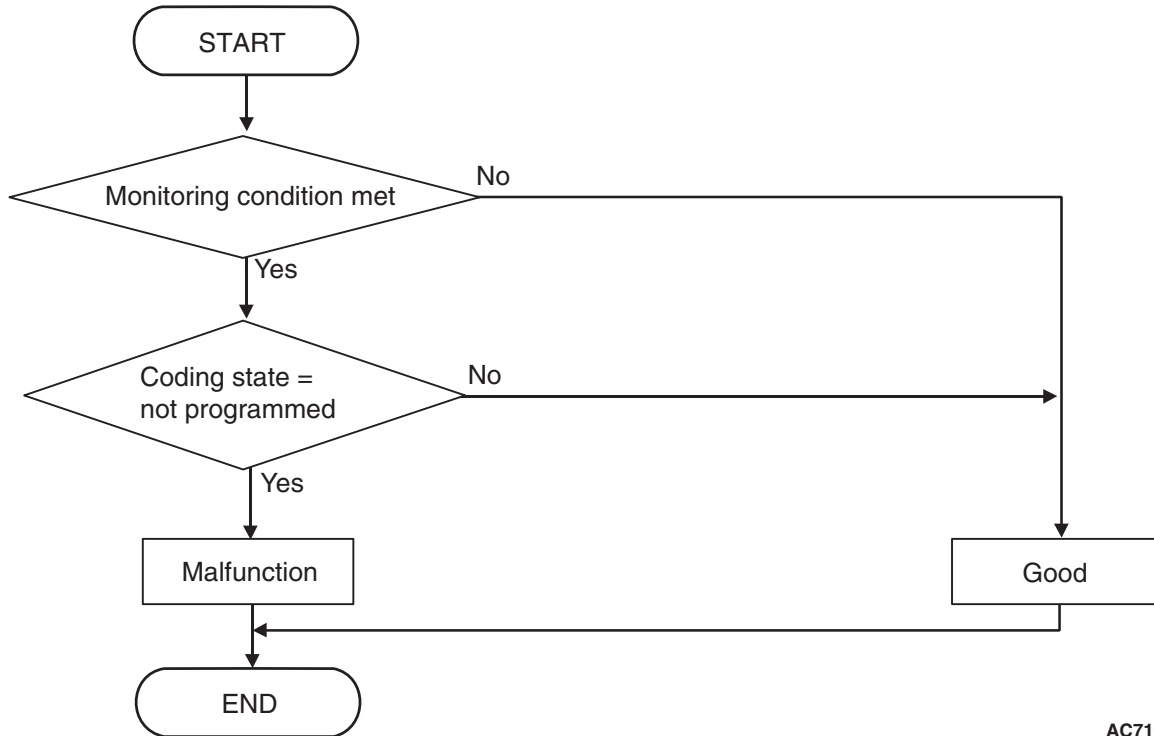 START
Monitoring condition met
No
Yes
Coding state =
not programmed
No
Yes
Malfunction
Good
END
AC71